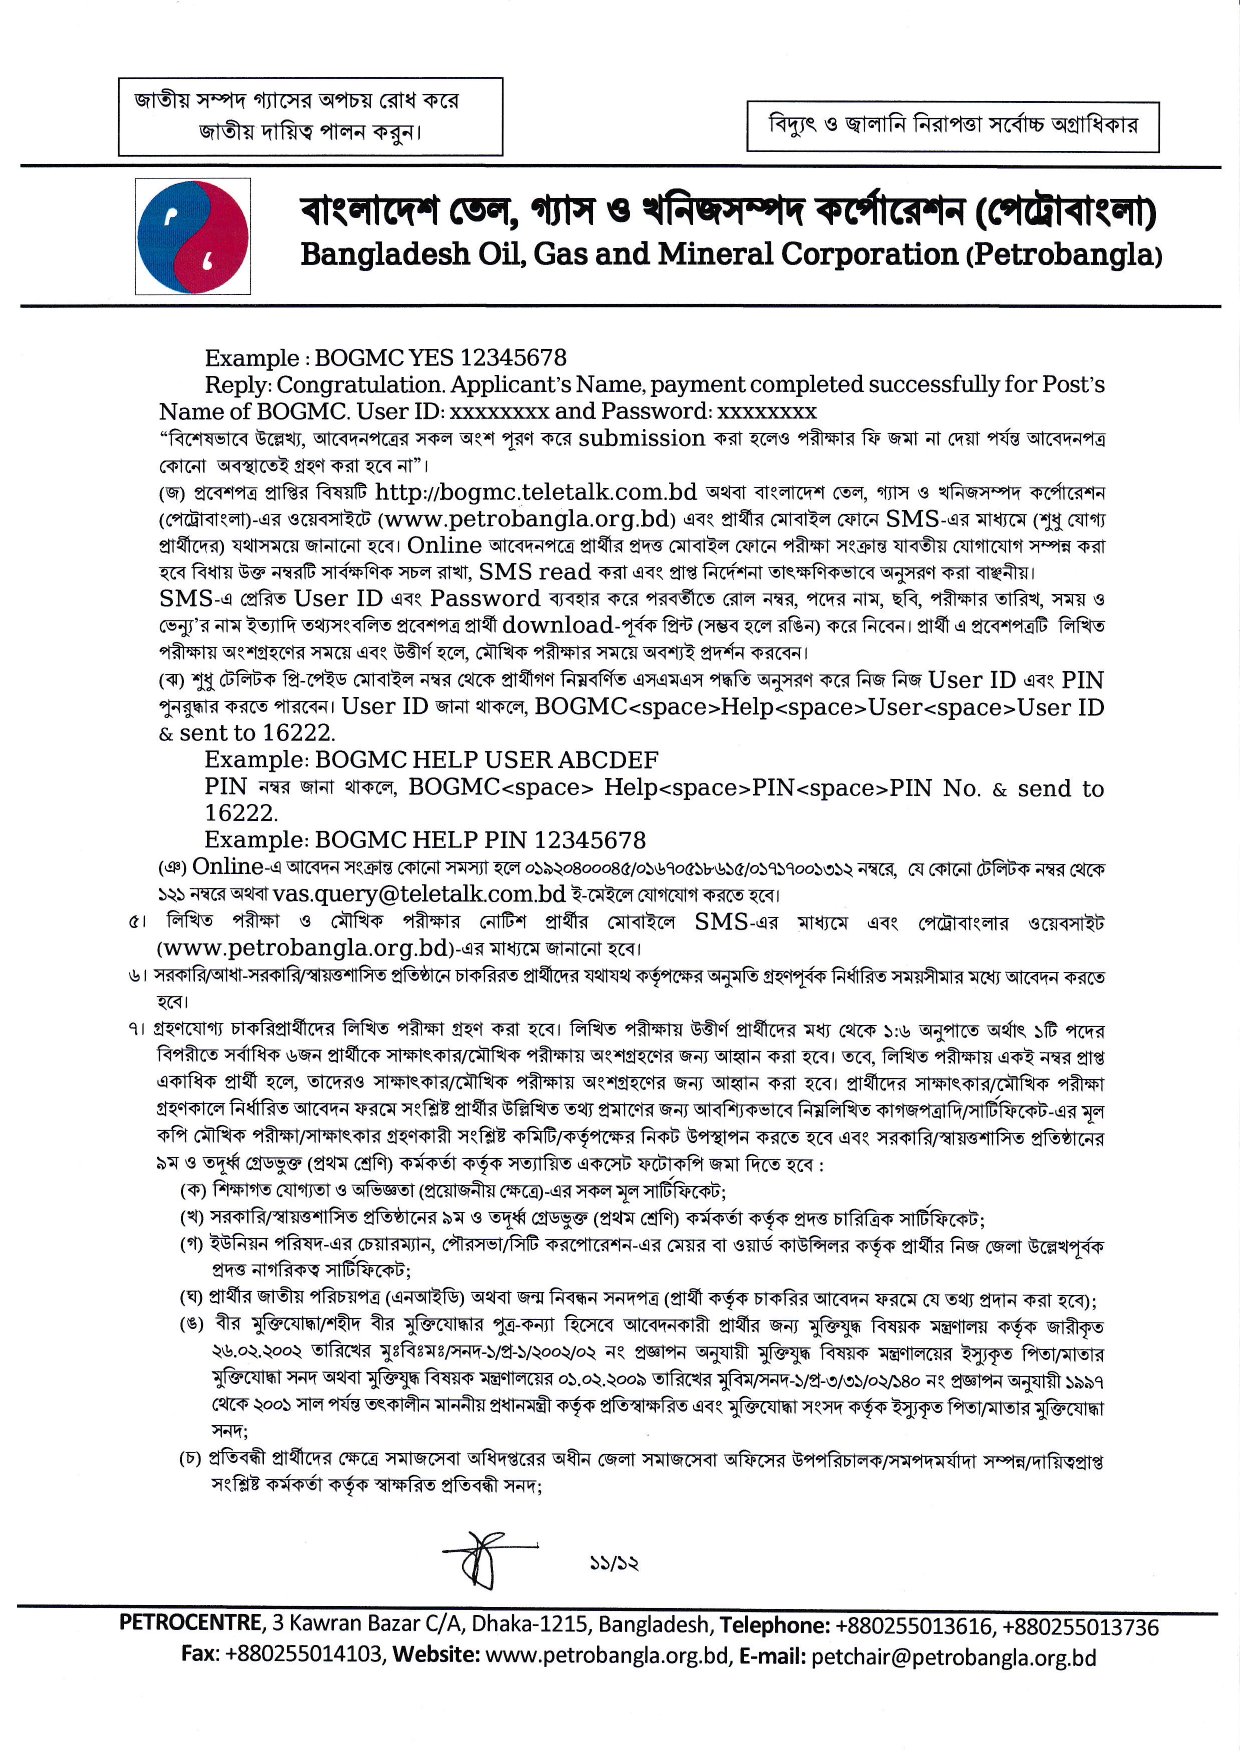 জাতীয় সম্পদ গ্যাসের অপচয় রোধ করে
জাতীয় দায়িত্ব পালন করুন।
বিদ্যুৎ ও জ্বালানি নিরাপত্তা সর্বোচ্চ অগ্রাধিকার
বাংলাদেশ তেল, গ্যাস ও খনিজসম্পদ কর্পোরেশন (পেট্রোবাংলা)
Bangladesh Oil, Gas and Mineral Corporation (Petrobangla)
Example : BOGMC YES 12345678
Reply: Congratulation. Applicant's Name, payment completed successfully for Post's
Name of BOGMC. User ID: xxxxxxxx and Password: xxxxxxxx
“বিশেষভাবে উল্লেখ্য, আবেদনপত্রের সকল অংশ পূরণ করে submission করা হলেও পরীক্ষার ফি জমা না দেয়া পর্যন্ত আবেদনপত্র
কোনো অবস্থাতেই গ্রহণ করা হবে না”।
(জ) প্রবেশপত্র প্রাপ্তির বিষয়টি http://bogmc.teletalk.com.bd অথবা বাংলাদেশ তেল, গ্যাস ও খনিজসম্পদ কর্পোরেশন
(পেট্রোবাংলা)-এর ওয়েবসাইটে (www.petrobangla.org.bd) এবং প্রার্থীর মোবাইল ফোনে SMS-এর মাধ্যমে (শুধু যোগ্য
প্রার্থীদের) যথাসময়ে জানানো হবে। Online আবেদনপত্রে প্রার্থীর প্রদত্ত মোবাইল ফোনে পরীক্ষা সংক্রান্ত যাবতীয় যোগাযোগ সম্পন্ন করা
হবে বিধায় উক্ত নম্বরটি সার্বক্ষণিক সচল রাখা, SMS read করা এবং প্রাপ্ত নির্দেশনা তাৎক্ষণিকভাবে অনুসরণ করা বাঞ্ছনীয়।
SMS-এ প্রেরিত User ID এবং Password ব্যবহার করে পরবর্তীতে রোল নম্বর, পদের নাম, ছবি, পরীক্ষার তারিখ, সময় ও
ভেন্যু'র নাম ইত্যাদি তথ্যসংবলিত প্রবেশপত্র প্রার্থী download-পূর্বক প্রিন্ট (সম্ভব হলে রঙিন) করে নিবেন। প্রার্থী এ প্রবেশপত্রটি লিখিত
পরীক্ষায় অংশগ্রহণের সময়ে এবং উত্তীর্ণ হলে, মৌখিক পরীক্ষার সময়ে অবশ্যই প্রদর্শন করবেন।
(ঝ) শুধু টেলিটক প্রি-পেইড মোবাইল নম্বর থেকে প্রার্থীগণ নিম্নবর্ণিত এসএমএস পদ্ধতি অনুসরণ করে নিজ নিজ User ID এবং PIN
পুনরুদ্ধার করতে পারবেন। User ID জানা থাকলে, BOGMC<space>Help<space>User<space>User ID
& sent to 16222.
Example: BOGMC HELP USER ABCDEF
PIN নম্বর জানা থাকলে, BOGMC<space> Help<space>PIN<space>PIN No. & send to
16222.
Example: BOGMC HELP PIN 12345678
(ঞ) Online-এ আবেদন সংক্রান্ত কোনো সমস্যা হলে ০১৯২০৪০০০৪৫/০১৬৭০৫১৮৬১৫/০১৭১৭০০১৩১২ নম্বরে, যে কোনো টেলিটক নম্বর থেকে
১২১ নম্বরে অথবা vas.query@teletalk.com.bd ই-মেইলে যোগযোগ করতে হবে।
৫। লিখিত পরীক্ষা ও মৌখিক পরীক্ষার নোটিশ প্রার্থীর মোবাইলে SMS-এর মাধ্যমে এবং পেট্রোবাংলার ওয়েবসাইট
(www.petrobangla.org.bd)-এর মাধ্যমে জানানো হবে।
৬। সরকারি/আধা-সরকারি/স্বায়ত্তশাসিত প্রতিষ্ঠানে চাকরিরত প্রার্থীদের যথাযথ কর্তৃপক্ষের অনুমতি গ্রহণপূর্বক নির্ধারিত সময়সীমার মধ্যে আবেদন করতে
হবে।
৭। গ্রহণযোগ্য চাকরিপ্রার্থীদের লিখিত পরীক্ষা গ্রহণ করা হবে। লিখিত পরীক্ষায় উত্তীর্ণ প্রার্থীদের মধ্য থেকে ১:৬ অনুপাতে অর্থাৎ ১টি পদের
বিপরীতে সর্বাধিক ৬জন প্রার্থীকে সাক্ষাৎকার/মৌখিক পরীক্ষায় অংশগ্রহণের জন্য আহ্বান করা হবে। তবে, লিখিত পরীক্ষায় একই নম্বর প্রাপ্ত
একাধিক প্রার্থী হলে, তাদেরও সাক্ষাৎকার/মৌখিক পরীক্ষায় অংশগ্রহণের জন্য আহ্বান করা হবে। প্রার্থীদের সাক্ষাৎকার/মৌখিক পরীক্ষা
গ্রহণকালে নির্ধারিত আবেদন ফরমে সংশ্লিষ্ট প্রার্থীর উল্লিখিত তথ্য প্রমাণের জন্য আবশ্যিকভাবে নিম্নলিখিত কাগজপত্রাদি/সার্টিফিকেট-এর মূল
কপি মৌখিক পরীক্ষা/সাক্ষাৎকার গ্রহণকারী সংশ্লিষ্ট কমিটি/কর্তৃপক্ষের নিকট উপস্থাপন করতে হবে এবং সরকারি/স্বায়ত্তশাসিত প্রতিষ্ঠানের
৯ম ও তদূর্ধ্ব গ্রেডভুক্ত (প্রথম শ্রেণি) কর্মকর্তা কর্তৃক সত্যায়িত একসেট ফটোকপি জমা দিতে হবে :
(ক) শিক্ষাগত যোগ্যতা ও অভিজ্ঞতা (প্রয়োজনীয় ক্ষেত্রে)-এর সকল মূল সার্টিফিকেট;
(খ) সরকারি/স্বায়ত্তশাসিত প্রতিষ্ঠানের ৯ম ও তদূর্ধ্ব গ্রেডভুক্ত (প্রথম শ্রেণি) কর্মকর্তা কর্তৃক প্রদত্ত চারিত্রিক সার্টিফিকেট;
(গ) ইউনিয়ন পরিষদ-এর চেয়ারম্যান, পৌরসভা/সিটি করপোরেশন-এর মেয়র বা ওয়ার্ড কাউন্সিলর কর্তৃক প্রার্থীর নিজ জেলা উল্লেখপূর্বক
প্রদত্ত নাগরিকত্ব সার্টিফিকেট;
(ঘ) প্রার্থীর জাতীয় পরিচয়পত্র (এনআইডি) অথবা জন্ম নিবন্ধন সনদপত্র (প্রার্থী কর্তৃক চাকরির আবেদন ফরমে যে তথ্য প্রদান করা হবে);
(ঙ) বীর মুক্তিযোদ্ধা/শহীদ বীর মুক্তিযোদ্ধার পুত্র-কন্যা হিসেবে আবেদনকারী প্রার্থীর জন্য মুক্তিযুদ্ধ বিষয়ক মন্ত্রণালয় কর্তৃক জারীকৃত
২৬.০২.২০০২ তারিখের মুঃবিঃমঃ/সনদ-১/প্র-১/২০০২/০২ নং প্রজ্ঞাপন অনুযায়ী মুক্তিযুদ্ধ বিষয়ক মন্ত্রণালয়ের ইস্যুকৃত পিতা/মাতার
মুক্তিযোদ্ধা সনদ অথবা মুক্তিযুদ্ধ বিষয়ক মন্ত্রণালয়ের ০১.০২.২০০৯ তারিখের মুবিম/সনদ-১/প্র-৩/৩১/০২/১৪০ নং প্রজ্ঞাপন অনুযায়ী ১৯৯৭
থেকে ২০০১ সাল পর্যন্ত তৎকালীন মাননীয় প্রধানমন্ত্রী কর্তৃক প্রতিস্বাক্ষরিত এবং মুক্তিযোদ্ধা সংসদ কর্তৃক ইস্যুকৃত পিতা/মাতার মুক্তিযোদ্ধা
সনদ;
(চ) প্রতিবন্ধী প্রার্থীদের ক্ষেত্রে সমাজসেবা অধিদপ্তরের অধীন জেলা সমাজসেবা অফিসের উপপরিচালক/সমপদমর্যাদা সম্পন্ন/দায়িত্বপ্রাপ্ত
সংশ্লিষ্ট কর্মকর্তা কর্তৃক স্বাক্ষরিত প্রতিবন্ধী সনদ;
১১/১২
PETROCENTRE, 3 Kawran Bazar C/A, Dhaka-1215, Bangladesh, Telephone: +880255013616, +880255013736
Fax: +880255014103, Website: www.petrobangla.org.bd, E-mail: petchair@petrobangla.org.bd